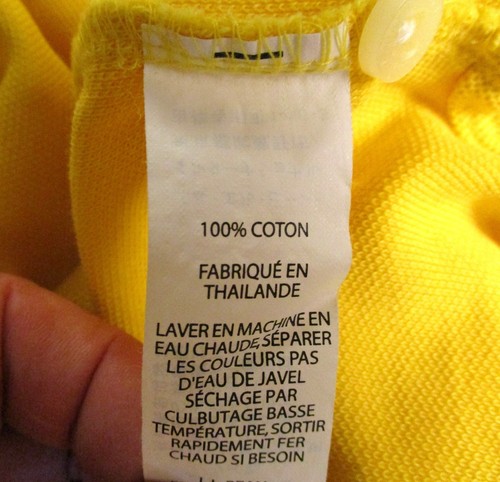 100% COTON
FABRIQUÉ EN
THAILANDE
LAVER EN MACHINE EN
EAU CHAUDE, SÉPARER
LES COULEURS PAS
D'EAU DE JAVEL
SÉCHAGE PAR
CULBUTAGE BASSE
TEMPÉRATURE, SORTIR
RAPIDEMENT FER
CHAUD SI BESOIN